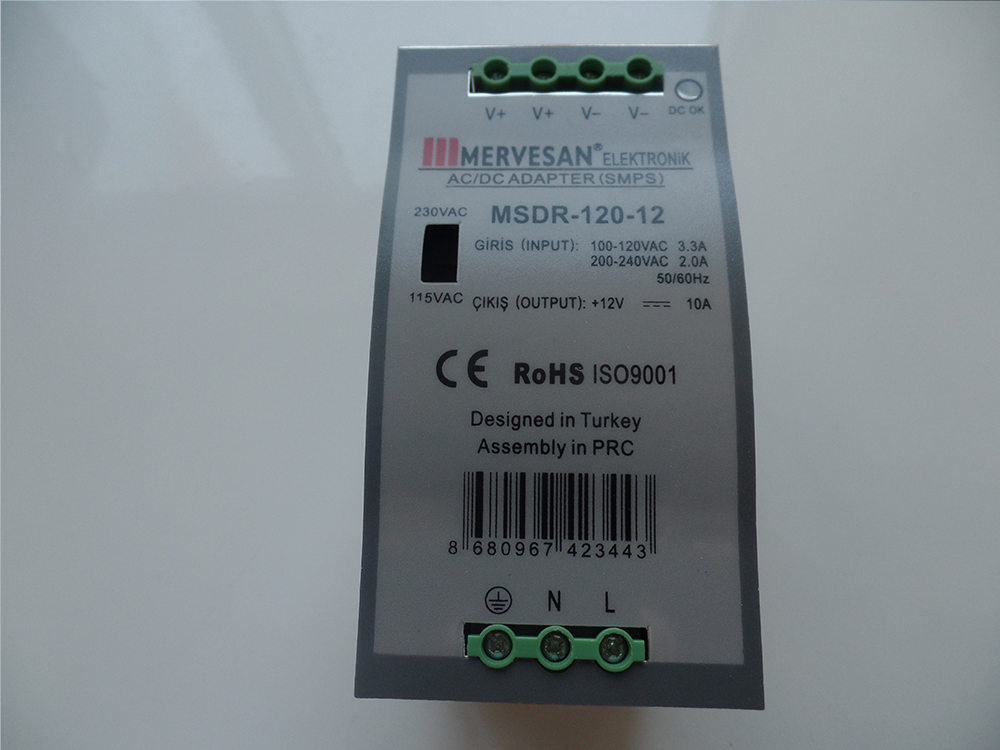 V+ V+ V- V- DC OK
MERVESAN® ELEKTRONiK
AC/DC ADAPTER (SMPS)
230VAC
MSDR-120-12
GiRiS (INPUT): 100-120VAC 3.3A
200-240VAC 2.0A
50/60Hz
115VAC
ÇIKIŞ (OUTPUT): +12V 10A
CE RoHS ISO9001
Designed in Turkey
Assembly in PRC
8 680967 423443
N L